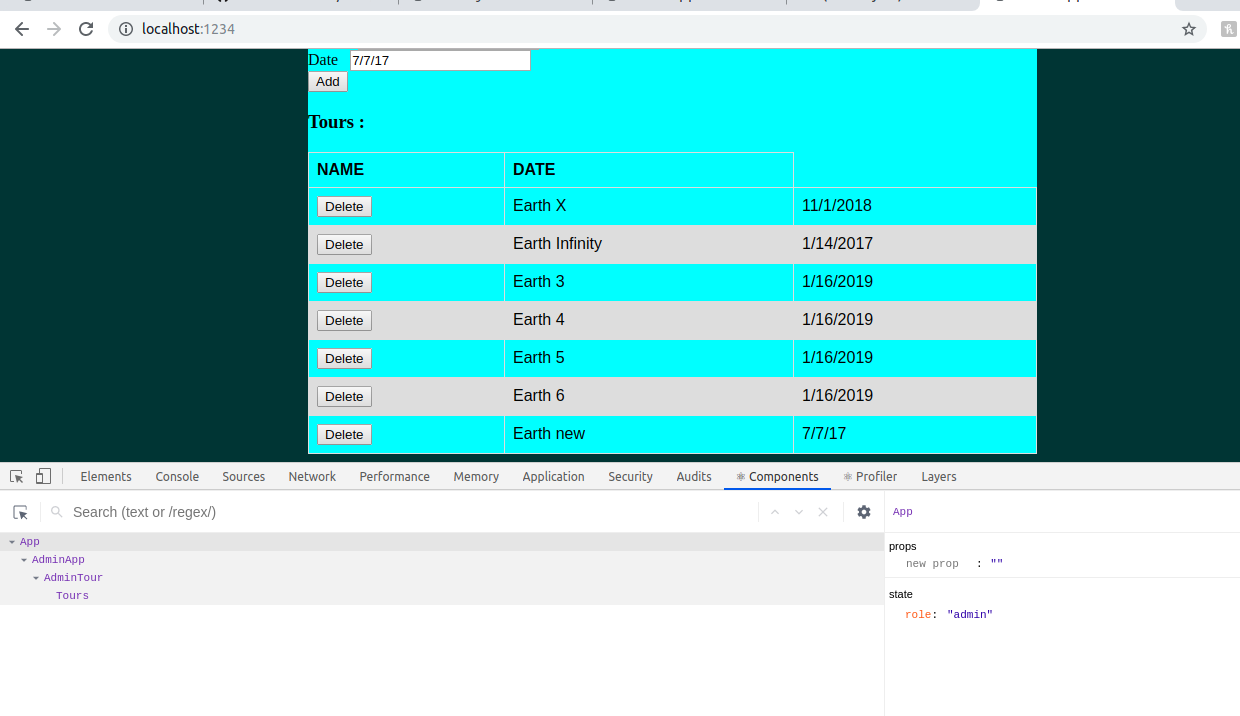 localhost:1234
Date 7/7/17
Add
Tours :
NAME DATE
Delete Earth X 11/1/2018
Delete Earth Infinity 1/14/2017
Delete Earth 3 1/16/2019
Delete Earth 4 1/16/2019
Delete Earth 5 1/16/2019
Delete Earth 6 1/16/2019
Delete Earth new 7/7/17
Elements Console Sources Network Performance Memory Application Security Audits ⚛ Components ⚛ Profiler Layers
Search (text or /regex/) App
App
AdminApp
AdminTour
Tours
props
new prop : ""
state
role: "admin"